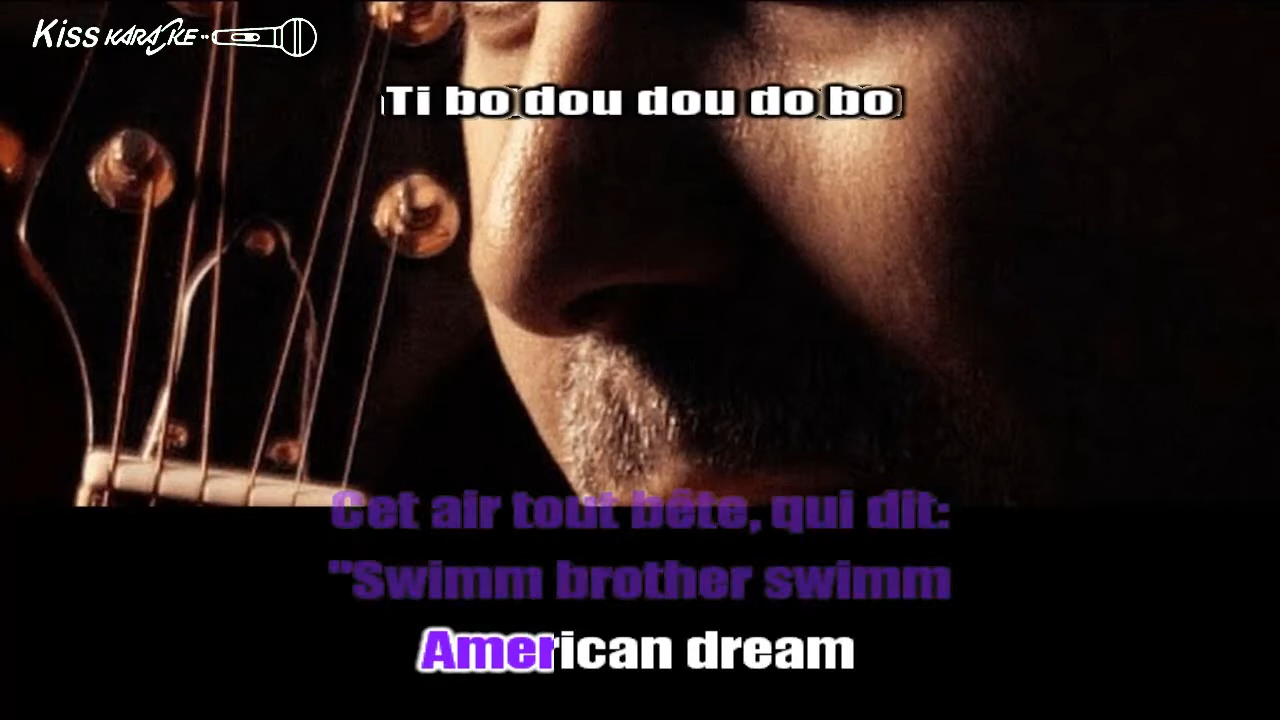 Kiss KARAOKE
Ti bo dou dou do bo
Cet air tout bête, qui dit:
"Swimm brother swimm
American dream